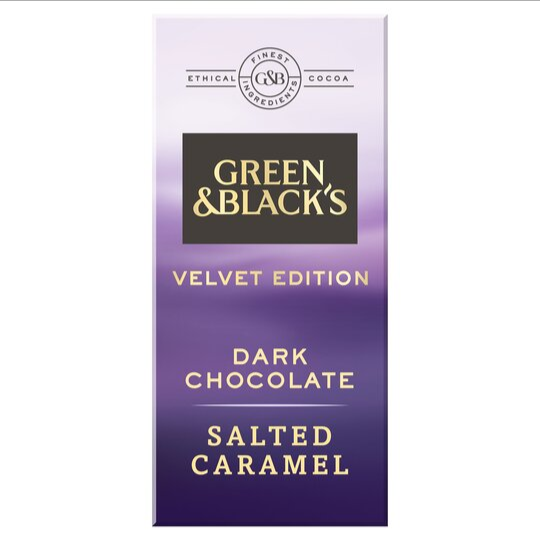 FINEST
ETHICAL G&B COCOA
INGREDIENTS
GREEN
&BLACK'S
VELVET EDITION
DARK
CHOCOLATE
SALTED
CARAMEL